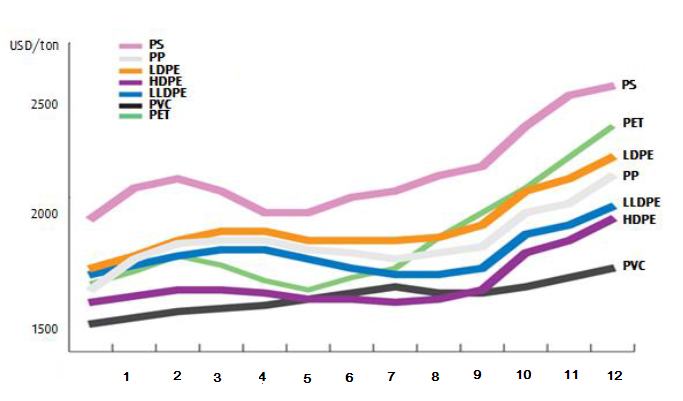 USD/ton
PS
PP
LDPE
HDPE
LLDPE
PVC
PET
2500
2000
1500
PS
PET
LDPE
PP
LLDPE
HDPE
PVC
1 2 3 4 5 6 7 8 9 10 11 12